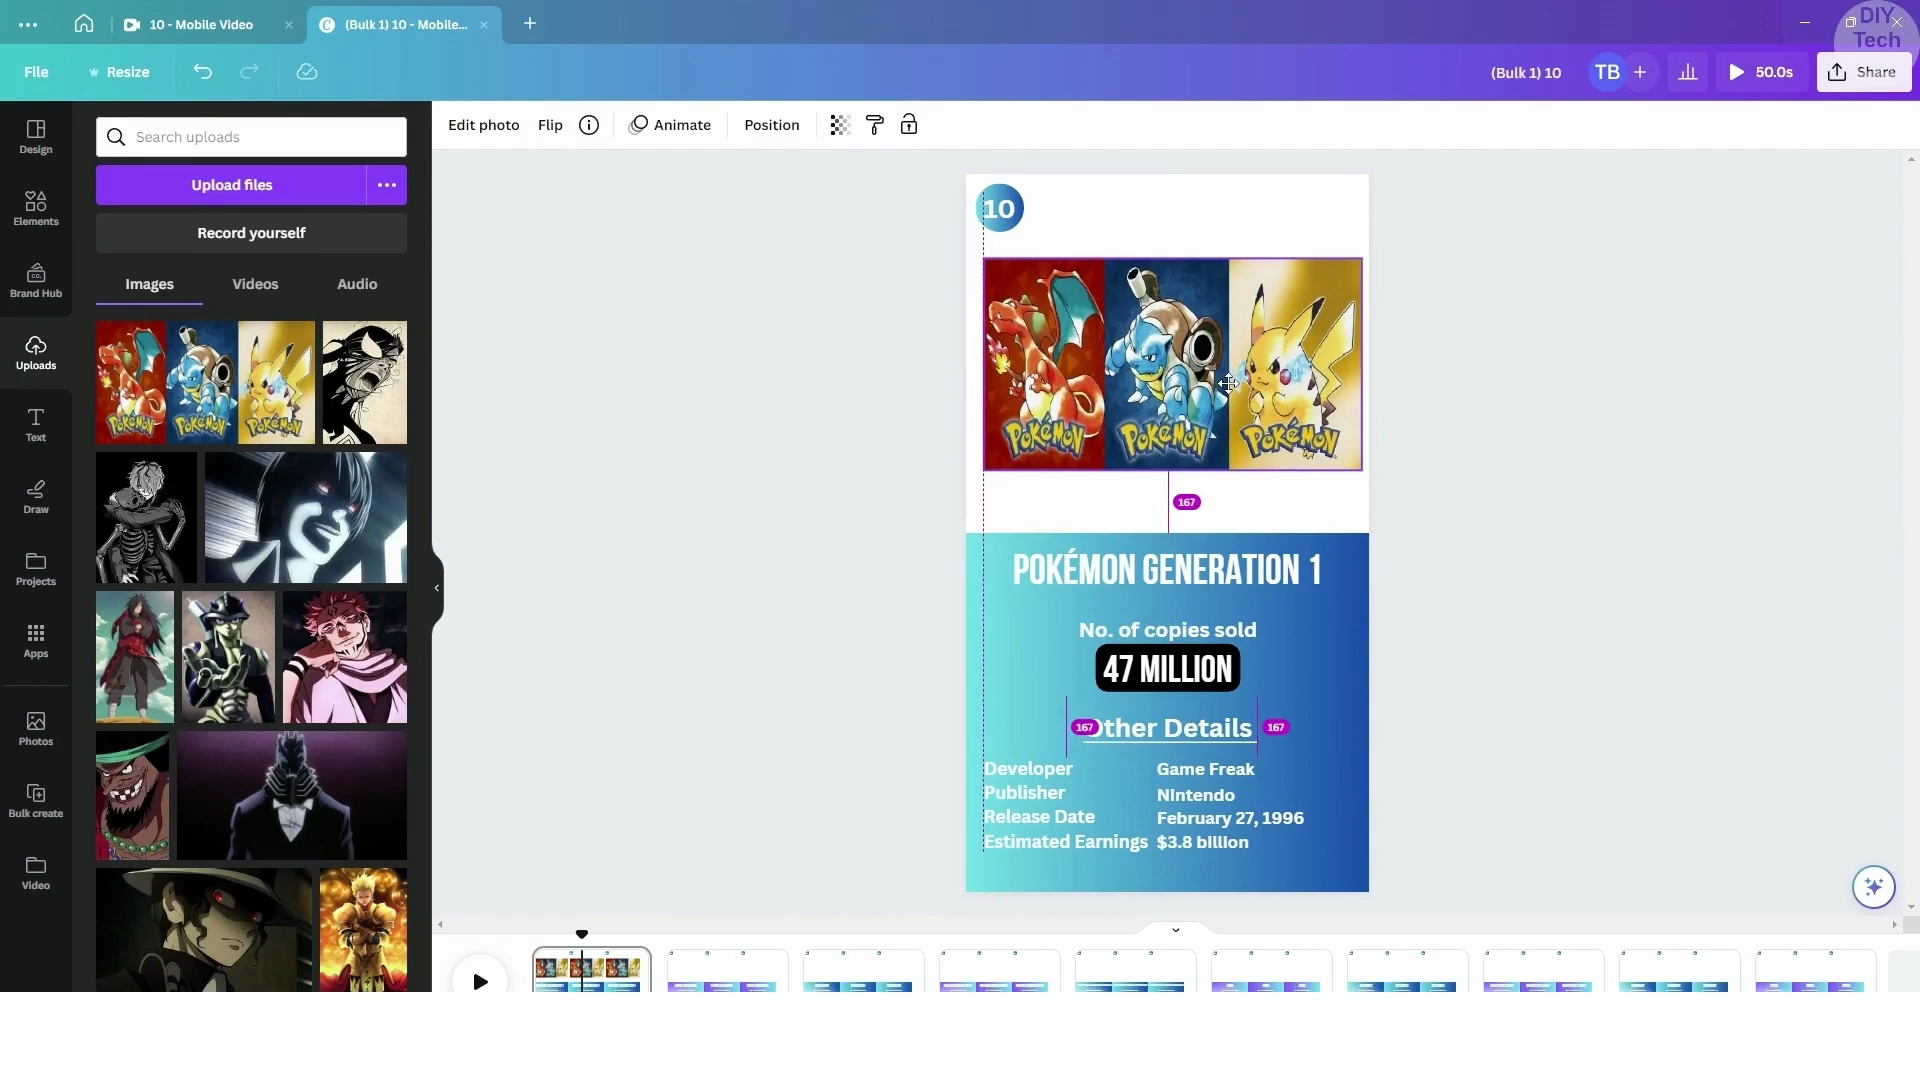 10 - Mobile Video
(Bulk 1) 10 - Mobile...
DIY
Tech
File
Resize
(Bulk 1) 10
TB
50.0s
Share
Design
Elements
Brand Hub
Uploads
Text
Draw
Projects
Apps
Photos
Bulk create
Video
Search uploads
Upload files
Record yourself
Images
Videos
Audio
POKéMON
POKéMON
POKéMON
Edit photo
Flip
Animate
Position
10
POKéMON
POKéMON
POKéMON
167
POKÉMON GENERATION 1
No. of copies sold
47 MILLION
167
Other Details
167
Developer
Game Freak
Publisher
Nintendo
Release Date
February 27, 1996
Estimated Earnings
$3.8 billion